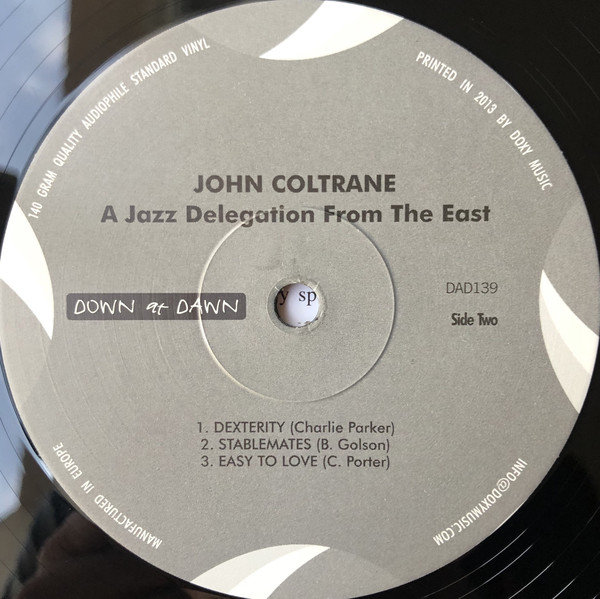 140 GRAM QUALITY AUDIOPHILE STANDARD VINYL
PRINTED IN 2013 BY DOXY MUSIC
JOHN COLTRANE
A Jazz Delegation From The East
DOWN at DAWN
y sp
DAD139
Side Two
1. DEXTERITY (Charlie Parker)
2. STABLEMATES (B. Golson)
3. EASY TO LOVE (C. Porter)
MANUFACTURED IN EUROPE
INFO@DOXYMUSIC.COM